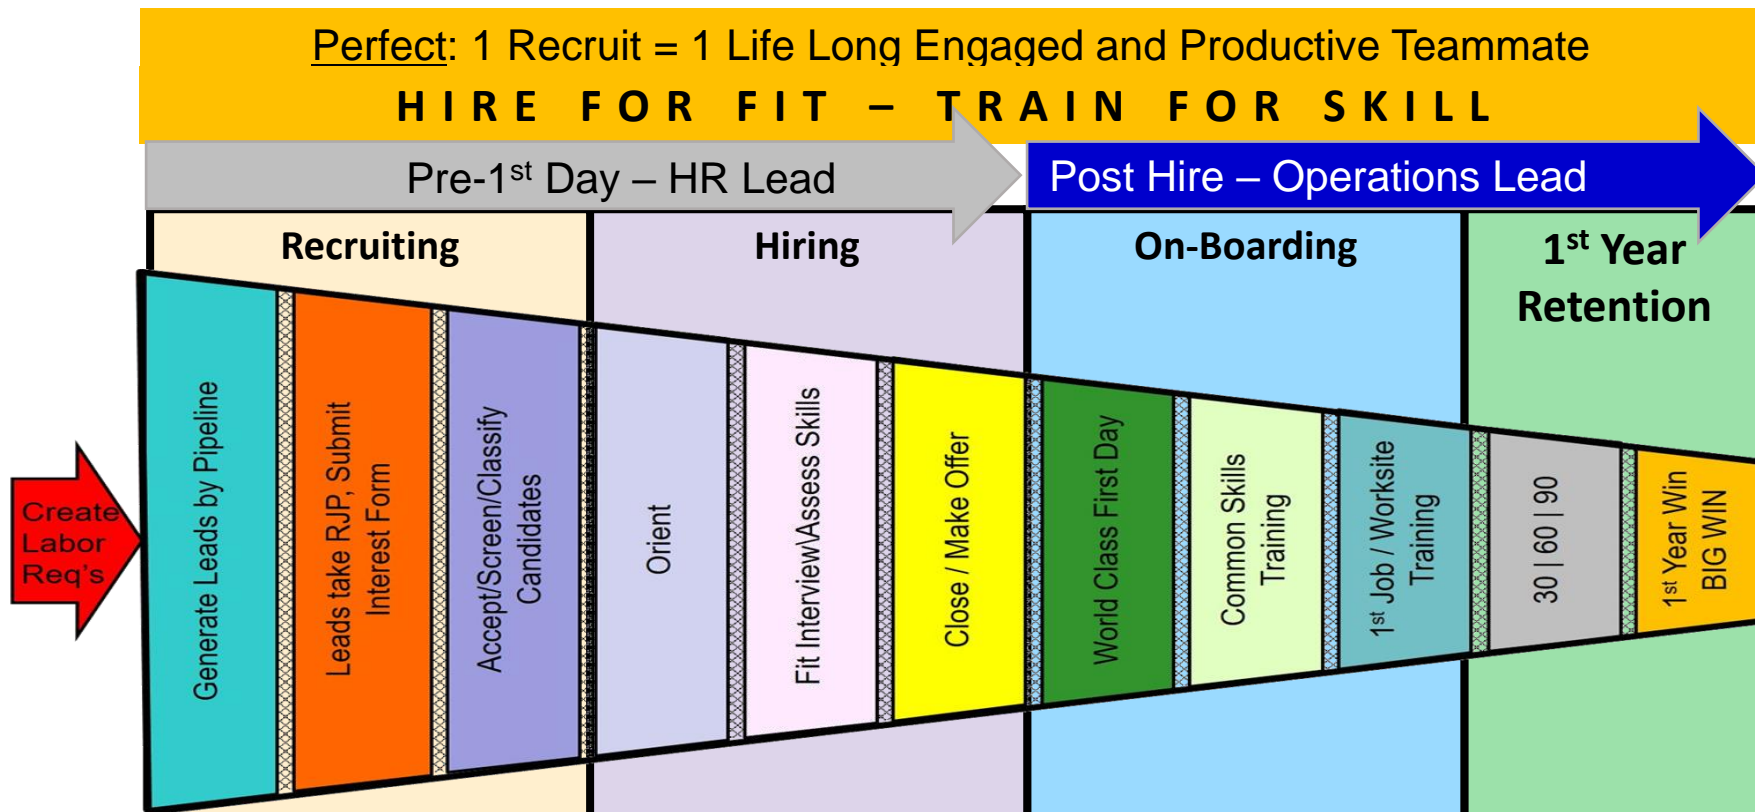 Perfect: 1 Recruit = 1 Life Long Engaged and Productive Teammate
HIRE FOR FIT – TRAIN FOR SKILL
Pre-1st Day – HR Lead
Post Hire – Operations Lead
Recruiting
Hiring
On-Boarding
1st Year
Retention
Create
Labor
Req's
Generate Leads by Pipeline
Leads take RJP, Submit
Interest Form
Accept/Screen/Classify
Candidates
Orient
Fit Interview\Assess Skills
Close / Make Offer
World Class First Day
Common Skills
Training
1st Job / Worksite
Training
30 | 60 | 90
1st Year Win
BIG WIN